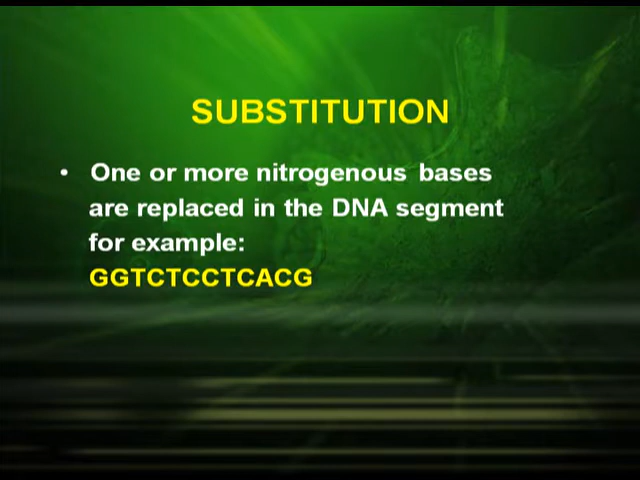 SUBSTITUTION
• One or more nitrogenous bases
are replaced in the DNA segment
for example:
GGTCTCCTCACG